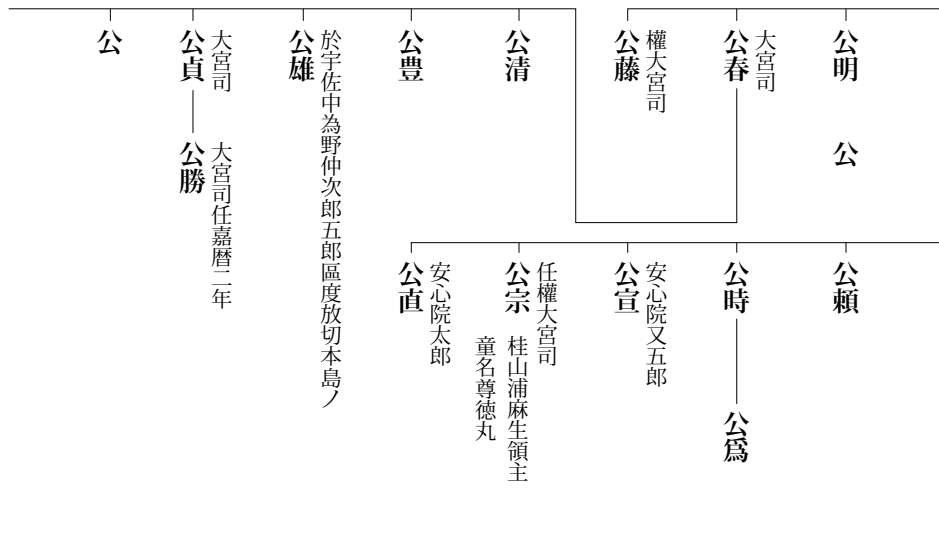 公明
公
大宮司
公春
權大宮司
公藤
公清
公豊
於宇佐中為野仲次郎五郎區度放切本島ノ
公雄
大宮司
公貞
大宮司任嘉暦二年
公勝
公
公頼
公時
公爲
安心院又五郎
公宣
任權大宮司
公宗
桂山浦麻生領主
童名尊徳丸
安心院太郎
公直